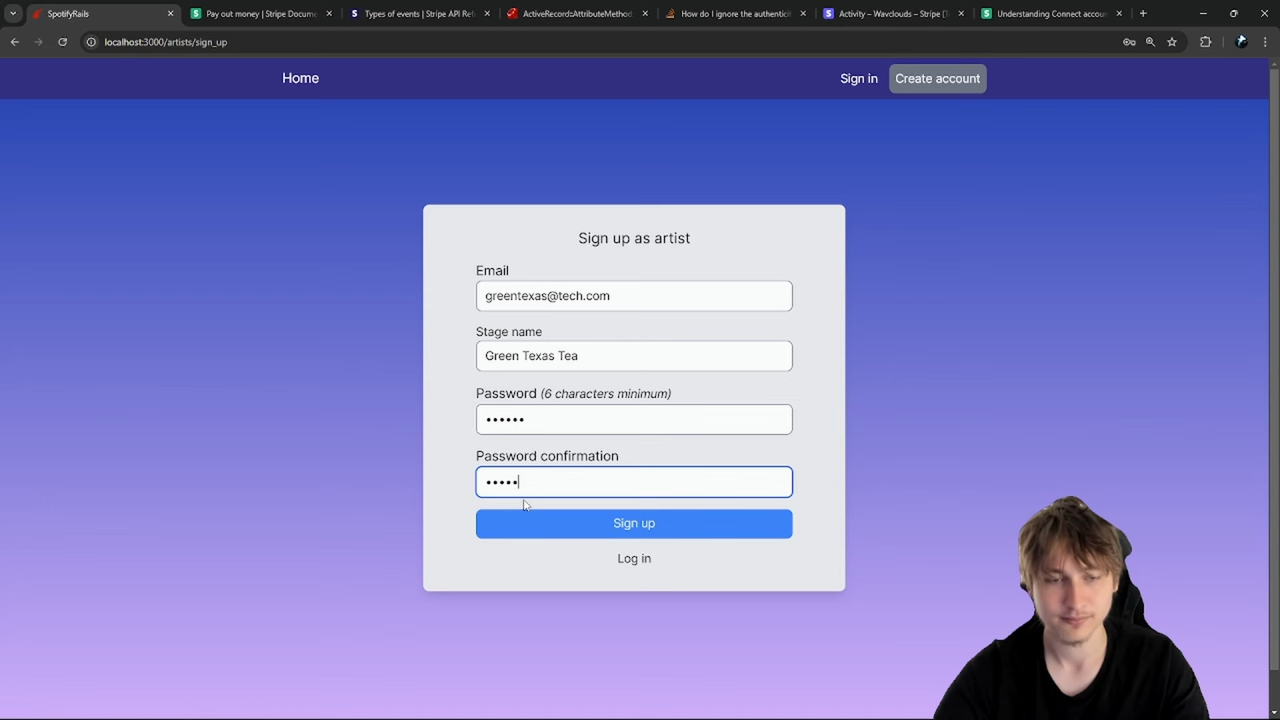 SpotifyRails
Pay out money | Stripe Docume
Types of events | Stripe API R
ActiveRecord::AttributeMethod
How do I ignore the authenticit
Activity – Wavclouds – Stripe [T
Understanding Connect accou
localhost:3000/artists/sign_up
Home
Sign in
Create account
Sign up as artist
Email
greentexas@tech.com
Stage name
Green Texas Tea
Password (6 characters minimum)
••••••
Password confirmation
•••••
Sign up
Log in